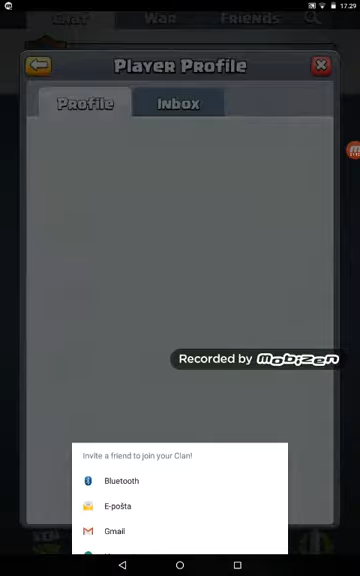 17.29
Chat War Friends
Player Profile
Profile Inbox
Recorded by mobizen
Invite a friend to join your Clan!
Bluetooth
E-pošta
Gmail